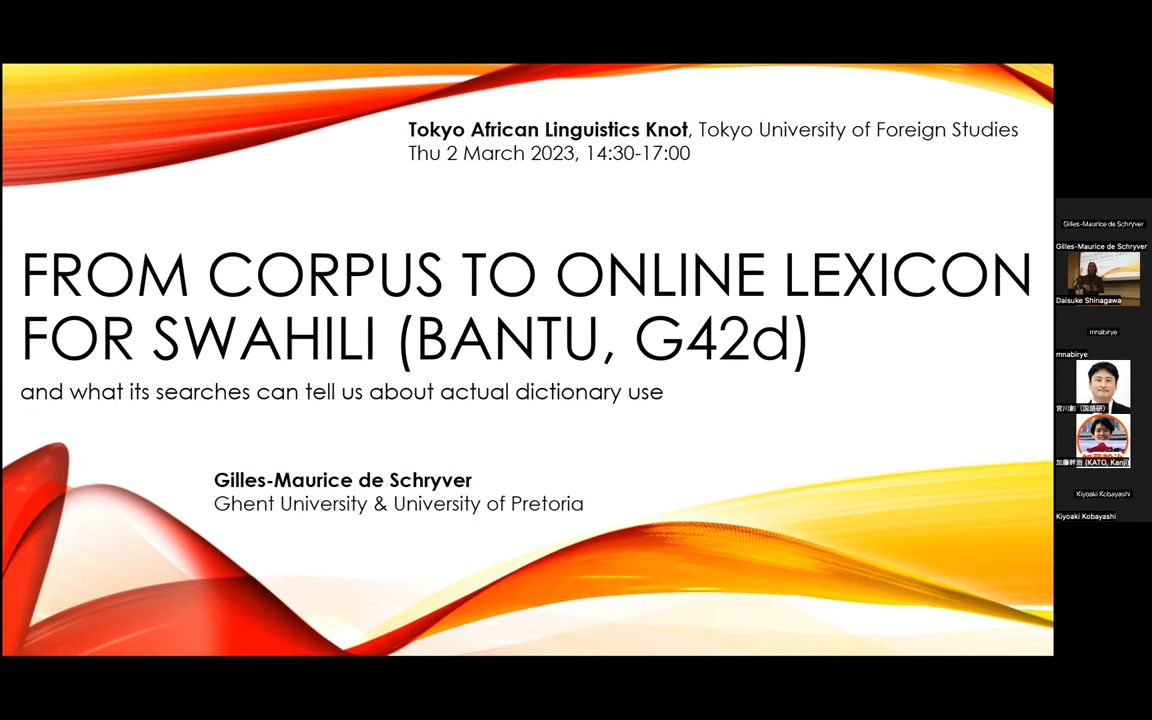 Tokyo African Linguistics Knot, Tokyo University of Foreign Studies
Thu 2 March 2023, 14:30-17:00
FROM CORPUS TO ONLINE LEXICON
FOR SWAHILI (BANTU, G42d)
and what its searches can tell us about actual dictionary use
Gilles-Maurice de Schryver
Ghent University & University of Pretoria
Gilles-Maurice de Schryver
Gilles-Maurice de Schryver
Daisuke Shinagawa
mnabirye
mnabirye
宮川創（国語研）
加藤幹治 (KATO, Kanji)
Kiyoaki Kobayashi
Kiyoaki Kobayashi